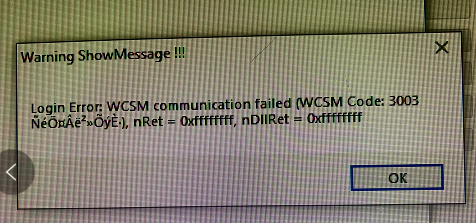 Warning ShowMessage !!!
Login Error: WCSM communication failed (WCSM Code: 3003
ÑéÖ¤Âë²»ÕýÈ·), nRet = 0xffffffff, nDllRet = 0xffffffff
OK